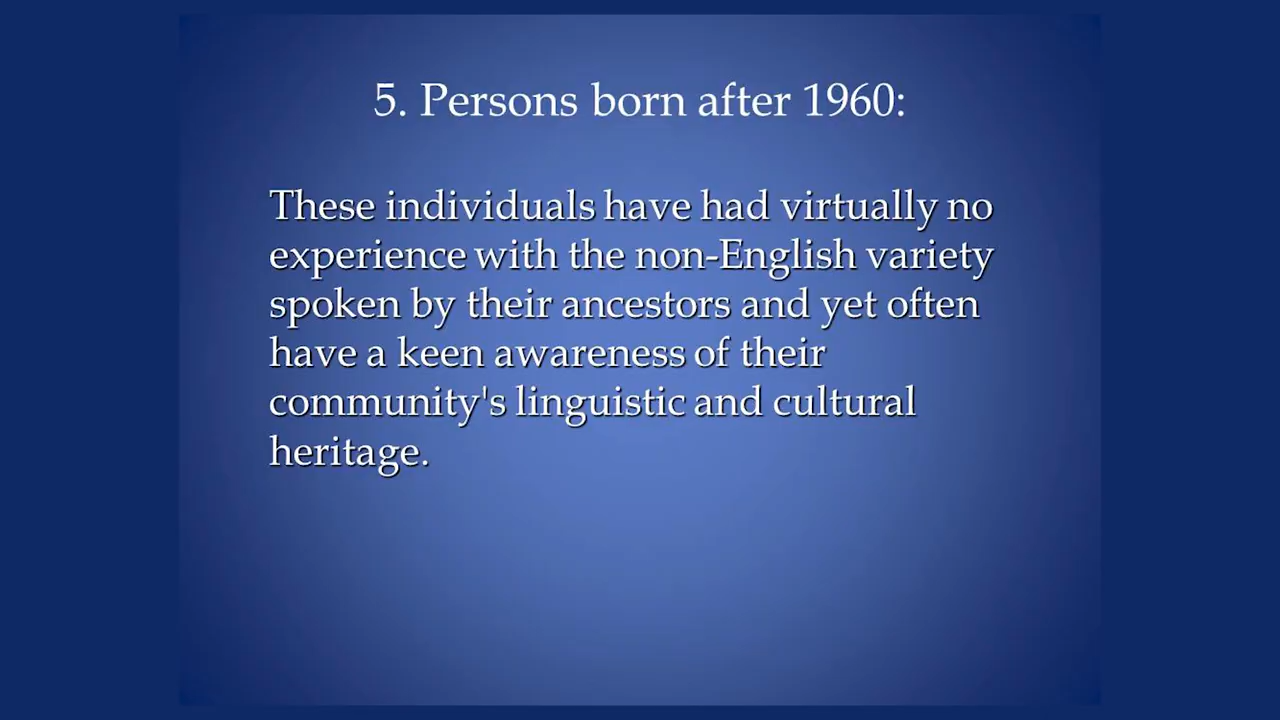 5. Persons born after 1960:
These individuals have had virtually no
experience with the non-English variety
spoken by their ancestors and yet often
have a keen awareness of their
community's linguistic and cultural
heritage.